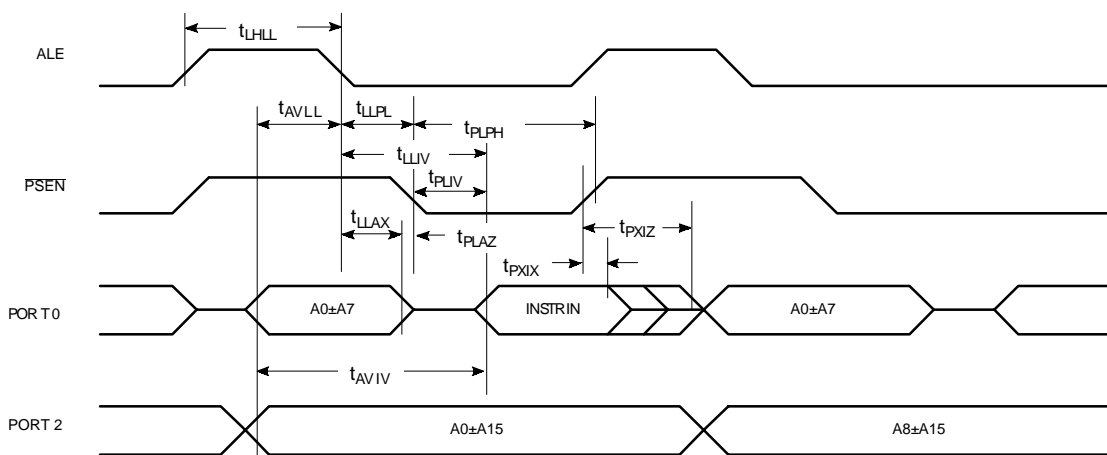 tLHLL
ALE
tAVLL tLLPL
tPLPH
tLLIV
PSEN
tPLIV
tLLAX
tPLAZ
tPXIZ
tPXIX
PORT0
A0±A7 INSTRIN A0±A7
tAVIV
PORT 2
A0±A15 A8±A15